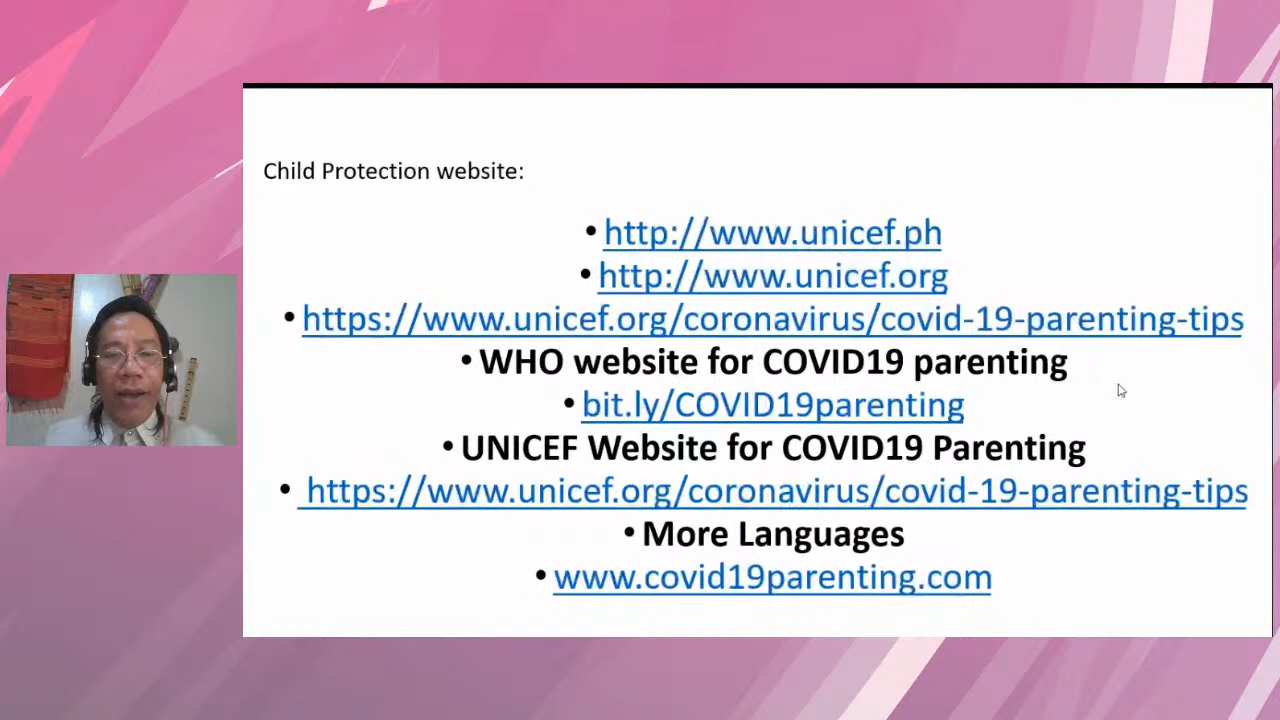 Child Protection website:
•http://www.unicef.ph
•http://www.unicef.org
•https://www.unicef.org/coronavirus/covid-19-parenting-tips
•WHO website for COVID19 parenting
•bit.ly/COVID19parenting
•UNICEF Website for COVID19 Parenting
• https://www.unicef.org/coronavirus/covid-19-parenting-tips
•More Languages
•www.covid19parenting.com